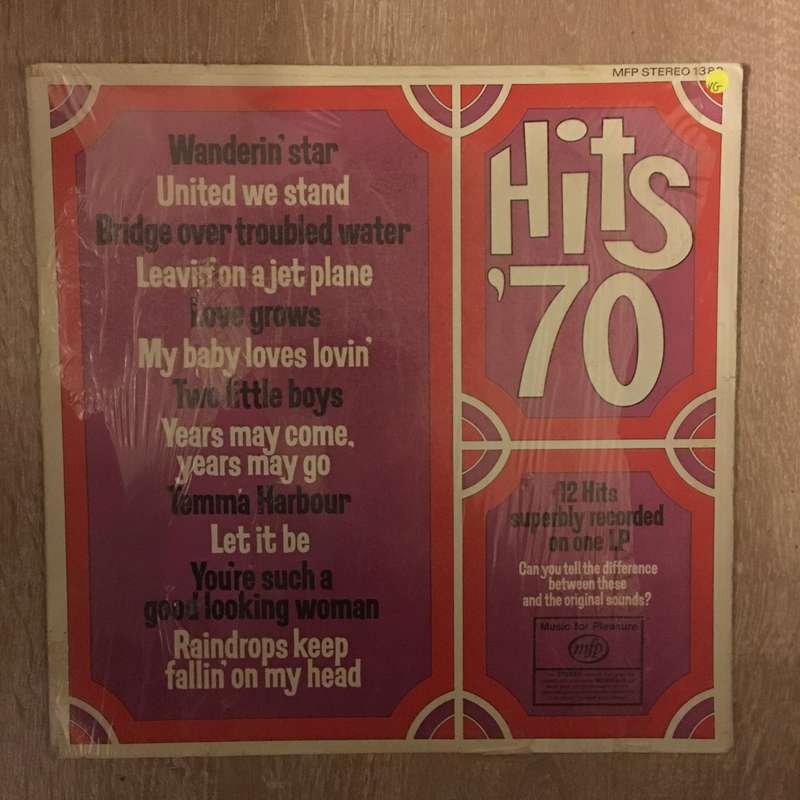 MFP STEREO 138
VG
Hits
'70
Wanderin' star
United we stand
Bridge over troubled water
Leavin' on a jet plane
Love grows
My baby loves lovin'
Two little boys
Years may come,
years may go
Temma Harbour
Let it be
You're such a
good looking woman
Raindrops keep
fallin' on my head
12 Hits
superbly recorded
on one LP
Can you tell the difference
between these
and the original sounds?
Music for Pleasure
mfp